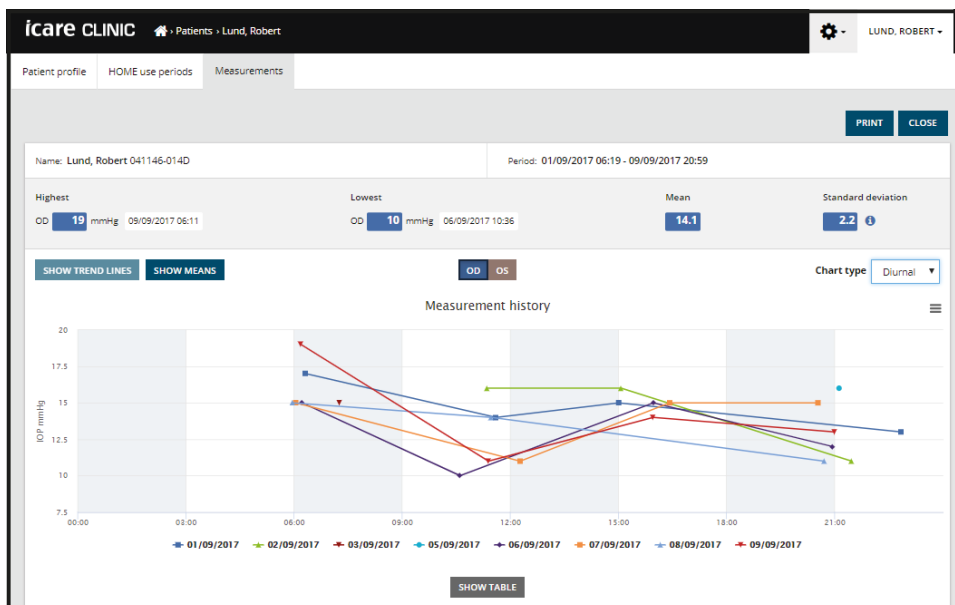 icare CLINIC › Patients › Lund, Robert LUND, ROBERT
Patient profile HOME use periods Measurements
PRINT CLOSE
Name: Lund, Robert 041146-014D Period: 01/09/2017 06:19 - 09/09/2017 20:59
Highest Lowest Mean Standard deviation
OD 19 mmHg 09/09/2017 06:11 OD 10 mmHg 06/09/2017 10:36 14.1 2.2 i
SHOW TREND LINES SHOW MEANS OD OS Chart type Diurnal
Measurement history
20
17.5
15
12.5
10
7.5
IOP mmHg
00:00 03:00 06:00 09:00 12:00 15:00 18:00 21:00
01/09/2017 02/09/2017 03/09/2017 05/09/2017 06/09/2017 07/09/2017 08/09/2017 09/09/2017
SHOW TABLE